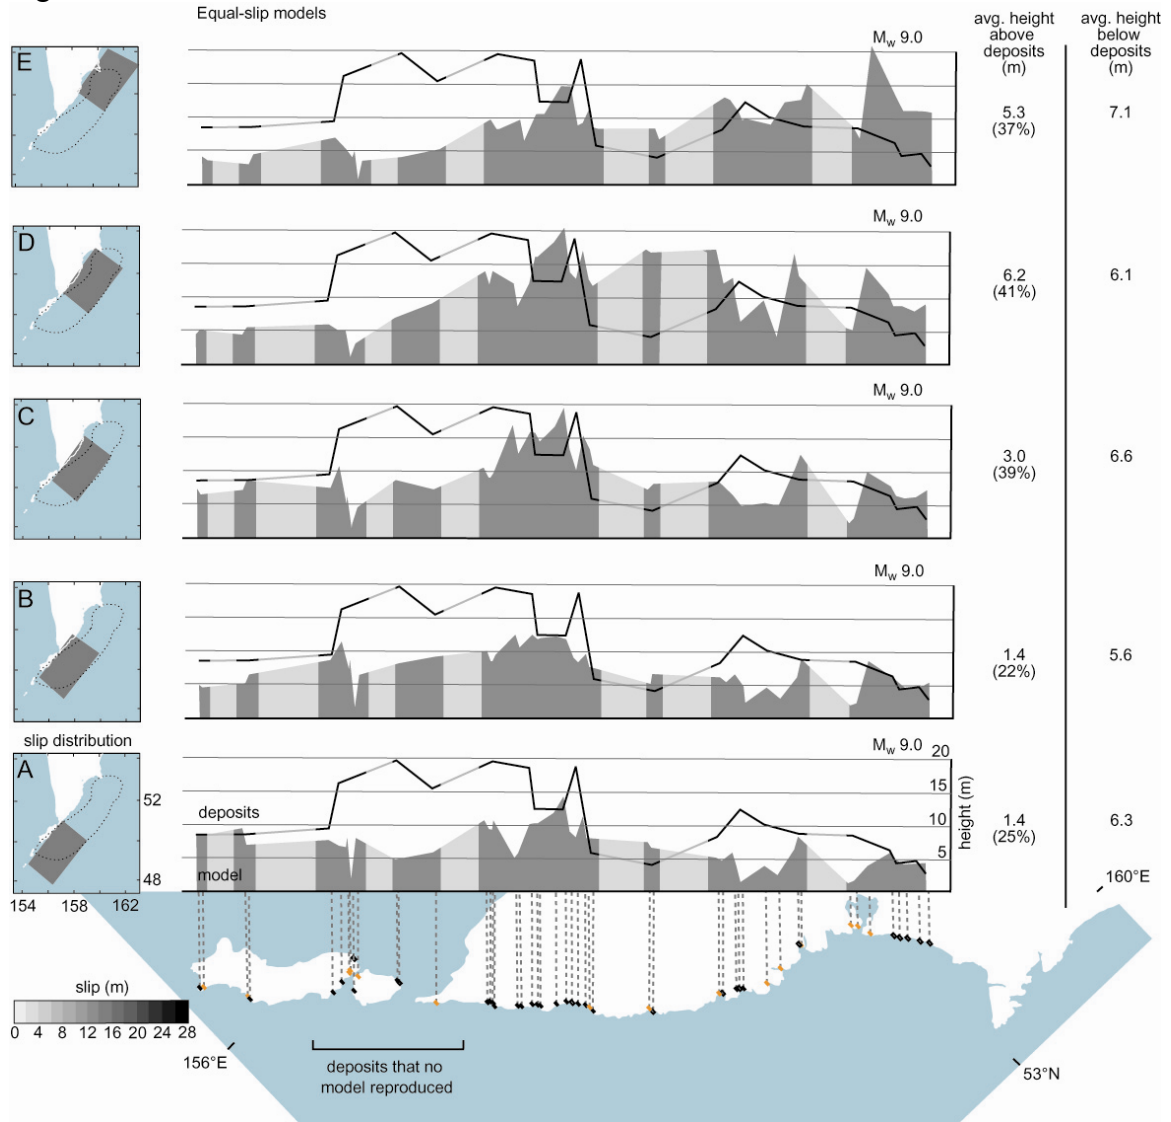 Equal-slip models
avg. height
above
deposits
(m)
avg. height
below
deposits
(m)
E
Mw 9.0
5.3
(37%)
7.1
D
Mw 9.0
6.2
(41%)
6.1
C
Mw 9.0
3.0
(39%)
6.6
B
Mw 9.0
1.4
(22%)
5.6
slip distribution
A
Mw 9.0
20
15
10
5
height (m)
52
48
154 158 162
deposits
model
1.4
(25%)
6.3
160°E
slip (m)
0 4 8 12 16 20 24 28
156°E
deposits that no
model reproduced
53°N